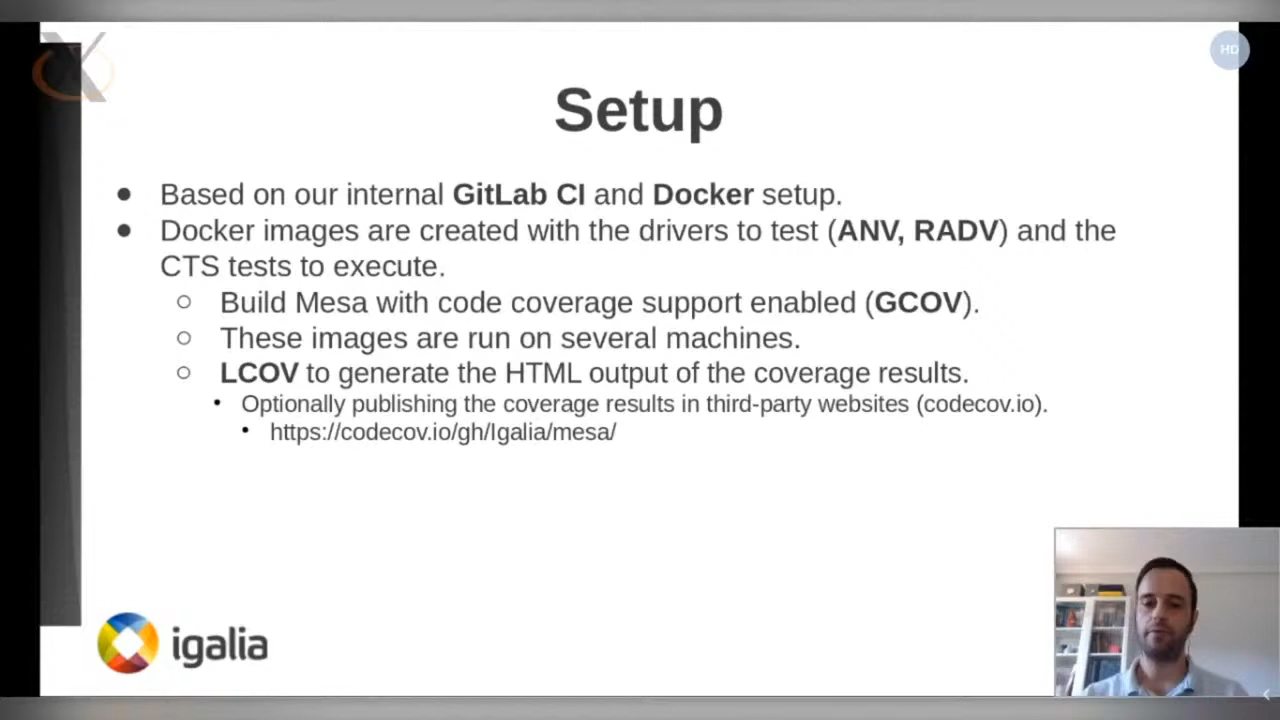 HD
Setup
● Based on our internal GitLab CI and Docker setup.
● Docker images are created with the drivers to test (ANV, RADV) and the
CTS tests to execute.
○ Build Mesa with code coverage support enabled (GCOV).
○ These images are run on several machines.
○ LCOV to generate the HTML output of the coverage results.
• Optionally publishing the coverage results in third-party websites (codecov.io).
• https://codecov.io/gh/Igalia/mesa/
igalia